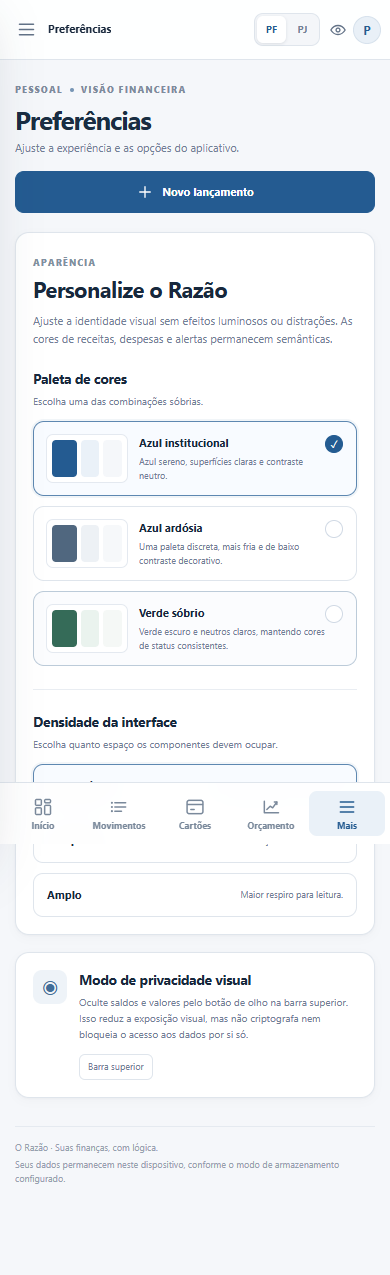 Preferências
PF PJ
P
PESSOAL • VISÃO FINANCEIRA
Preferências
Ajuste a experiência e as opções do aplicativo.
Novo lançamento
APARÊNCIA
Personalize o Razão
Ajuste a identidade visual sem efeitos luminosos ou distrações. As
cores de receitas, despesas e alertas permanecem semânticas.
Paleta de cores
Escolha uma das combinações sóbrias.
Azul institucional
Azul sereno, superfícies claras e contraste
neutro.
Azul ardósia
Uma paleta discreta, mais fria e de baixo
contraste decorativo.
Verde sóbrio
Verde escuro e neutros claros, mantendo cores
de status consistentes.
Densidade da interface
Escolha quanto espaço os componentes devem ocupar.
Início
Movimentos
Cartões
Orçamento
Mais
Amplo
Maior respiro para leitura.
Modo de privacidade visual
Oculte saldos e valores pelo botão de olho na barra superior.
Isso reduz a exposição visual, mas não criptografa nem
bloqueia o acesso aos dados por si só.
Barra superior
O Razão · Suas finanças, com lógica.
Seus dados permanecem neste dispositivo, conforme o modo de armazenamento
configurado.